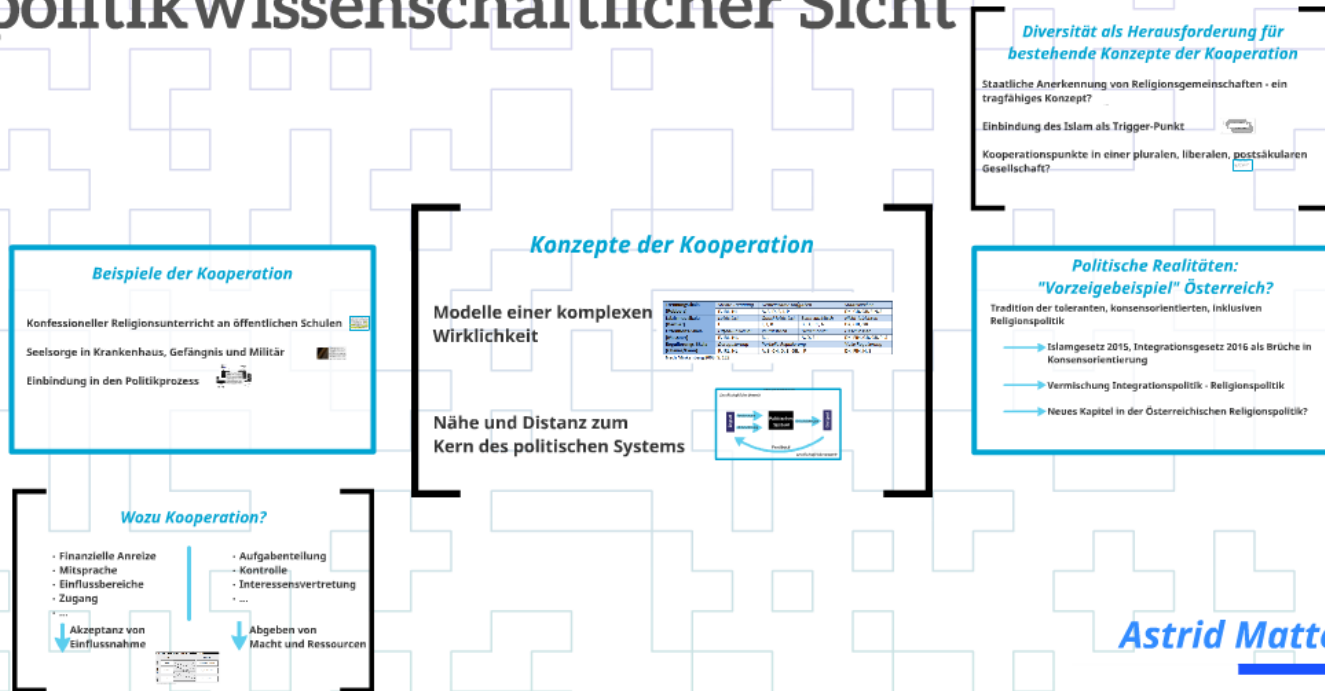 politikwissenschaftlicher Sicht
Diversität als Herausforderung für
bestehende Konzepte der Kooperation
Staatliche Anerkennung von Religionsgemeinschaften - ein
tragfähiges Konzept?
Einbindung des Islam als Trigger-Punkt
Kooperationspunkte in einer pluralen, liberalen, postsäkularen
Gesellschaft?
Beispiele der Kooperation
Konfessioneller Religionsunterricht an öffentlichen Schulen
Seelsorge in Krankenhaus, Gefängnis und Militär
Einbindung in den Politikprozess
Konzepte der Kooperation
Modelle einer komplexen
Wirklichkeit
Nähe und Distanz zum
Kern des politischen Systems
Politisches
System
Feedback
Politische Realitäten:
"Vorzeigebeispiel" Österreich?
Tradition der toleranten, konsensorientierten, inklusiven
Religionspolitik
Islamgesetz 2015, Integrationsgesetz 2016 als Brüche in
Konsensorientierung
Vermischung Integrationspolitik - Religionspolitik
Neues Kapitel in der Österreichischen Religionspolitik?
Wozu Kooperation?
- Finanzielle Anreize
- Mitsprache
- Einflussbereiche
- Zugang
- ...
Akzeptanz von
Einflussnahme
- Aufgabenteilung
- Kontrolle
- Interessensvertretung
- ...
Abgeben von
Macht und Ressourcen
Astrid Matte